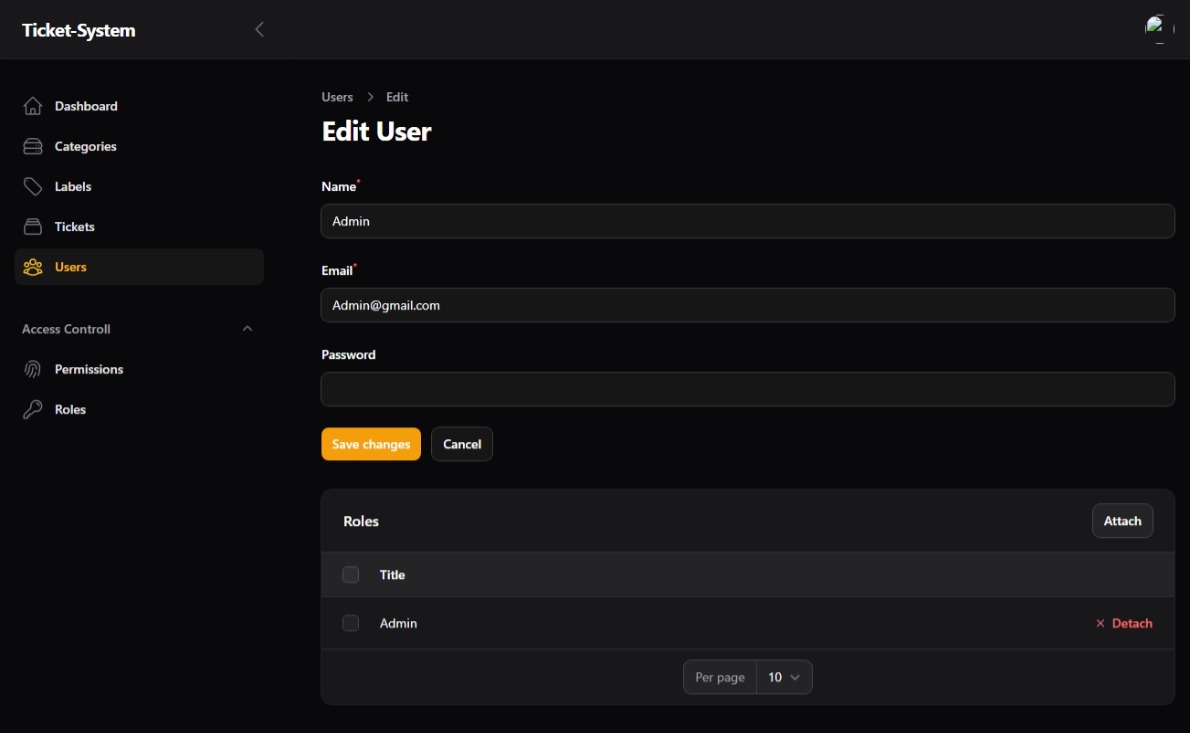 Ticket-System
Dashboard
Categories
Labels
Tickets
Users
Access Controll
Permissions
Roles
Users > Edit
Edit User
Name*
Admin
Email*
Admin@gmail.com
Password
Save changes Cancel
Roles Attach
Title
Admin × Detach
Per page 10